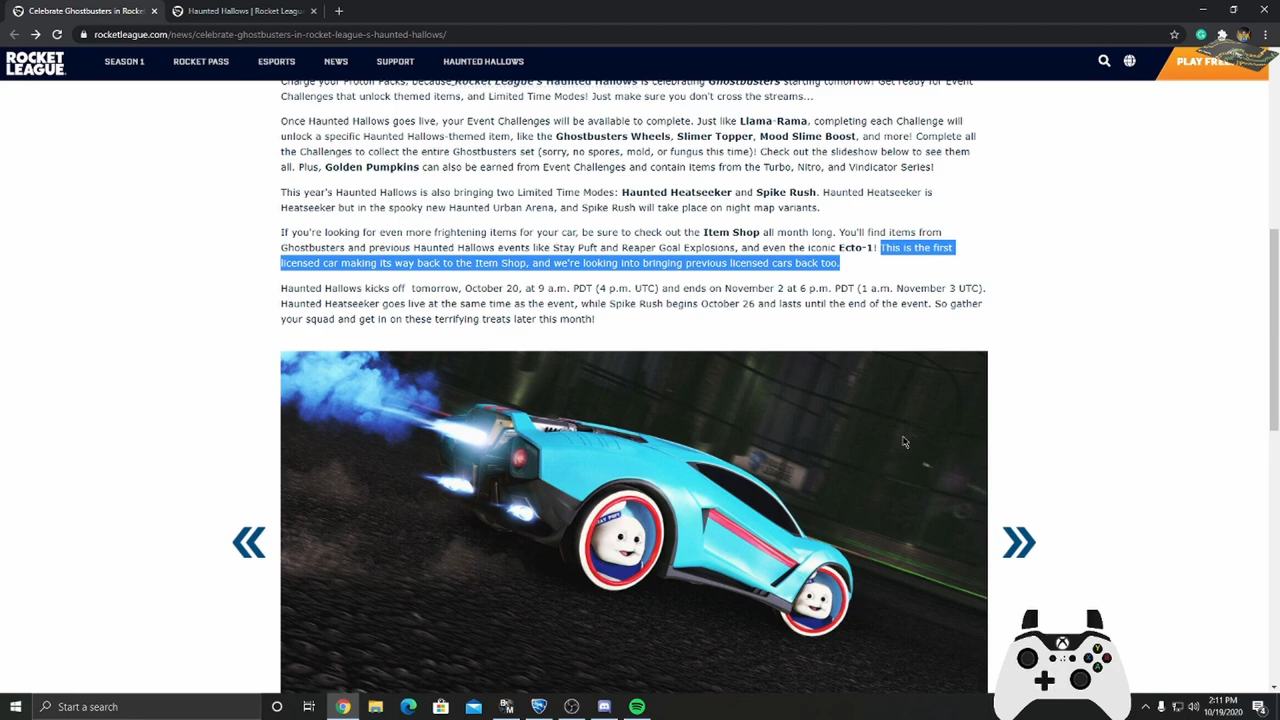 Celebrate Ghostbusters in Rocket
Haunted Hallows | Rocket Leagu
rocketleague.com/news/celebrate-ghostbusters-in-rocket-league-s-haunted-hallows/
ROCKET LEAGUE
SEASON 1
ROCKET PASS
ESPORTS
NEWS
SUPPORT
HAUNTED HALLOWS
PLAY FREE
Charge your Proton Packs, because Rocket League's Haunted Hallows is celebrating Ghostbusters starting tomorrow! Get ready for Event
Challenges that unlock themed items, and Limited Time Modes! Just make sure you don't cross the streams...
Once Haunted Hallows goes live, your Event Challenges will be available to complete. Just like Llama-Rama, completing each Challenge will
unlock a specific Haunted Hallows-themed item, like the Ghostbusters Wheels, Slimer Topper, Mood Slime Boost, and more! Complete all
the Challenges to collect the entire Ghostbusters set (sorry, no spores, mold, or fungus this time)! Check out the slideshow below to see them
all. Plus, Golden Pumpkins can also be earned from Event Challenges and contain items from the Turbo, Nitro, and Vindicator Series!
This year's Haunted Hallows is also bringing two Limited Time Modes: Haunted Heatseeker and Spike Rush. Haunted Heatseeker is
Heatseeker but in the spooky new Haunted Urban Arena, and Spike Rush will take place on night map variants.
If you're looking for even more frightening items for your car, be sure to check out the Item Shop all month long. You'll find items from
Ghostbusters and previous Haunted Hallows events like Stay Puft and Reaper Goal Explosions, and even the iconic Ecto-1! This is the first
licensed car making its way back to the Item Shop, and we're looking into bringing previous licensed cars back too.
Haunted Hallows kicks off tomorrow, October 20, at 9 a.m. PDT (4 p.m. UTC) and ends on November 2 at 6 p.m. PDT (1 a.m. November 3 UTC).
Haunted Heatseeker goes live at the same time as the event, while Spike Rush begins October 26 and lasts until the end of the event. So gather
your squad and get in on these terrifying treats later this month!
Start a search
2:11 PM
10/19/2020